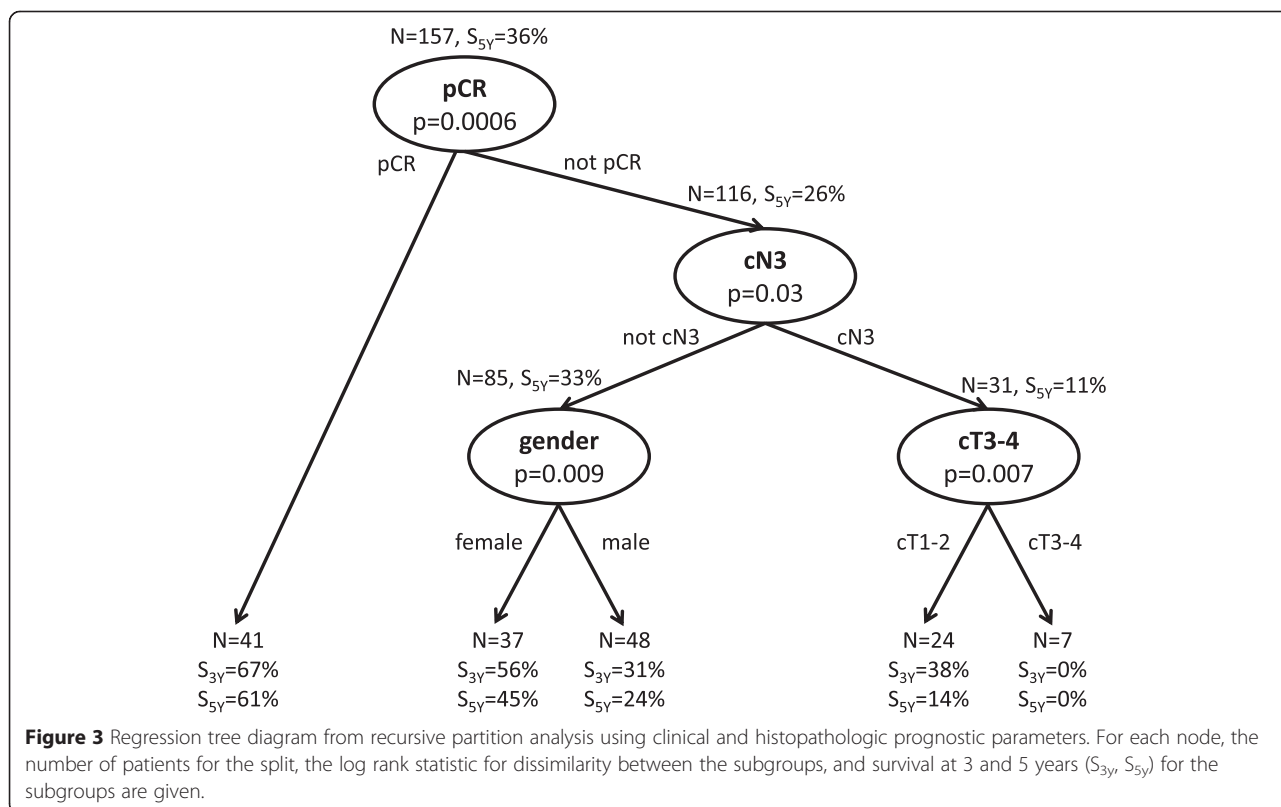 N=157, S5Y=36%
pCR
p=0.0006
pCR
not pCR
N=116, S5Y=26%
cN3
p=0.03
not cN3
cN3
N=85, S5Y=33%
N=31, S5Y=11%
gender
p=0.009
cT3-4
p=0.007
female
male
cT1-2
cT3-4
N=41
S3Y=67%
S5Y=61%
N=37
S3Y=56%
S5Y=45%
N=48
S3Y=31%
S5Y=24%
N=24
S3Y=38%
S5Y=14%
N=7
S3Y=0%
S5Y=0%
Figure 3 Regression tree diagram from recursive partition analysis using clinical and histopathologic prognostic parameters. For each node, the
number of patients for the split, the log rank statistic for dissimilarity between the subgroups, and survival at 3 and 5 years (S3y, S5y) for the
subgroups are given.